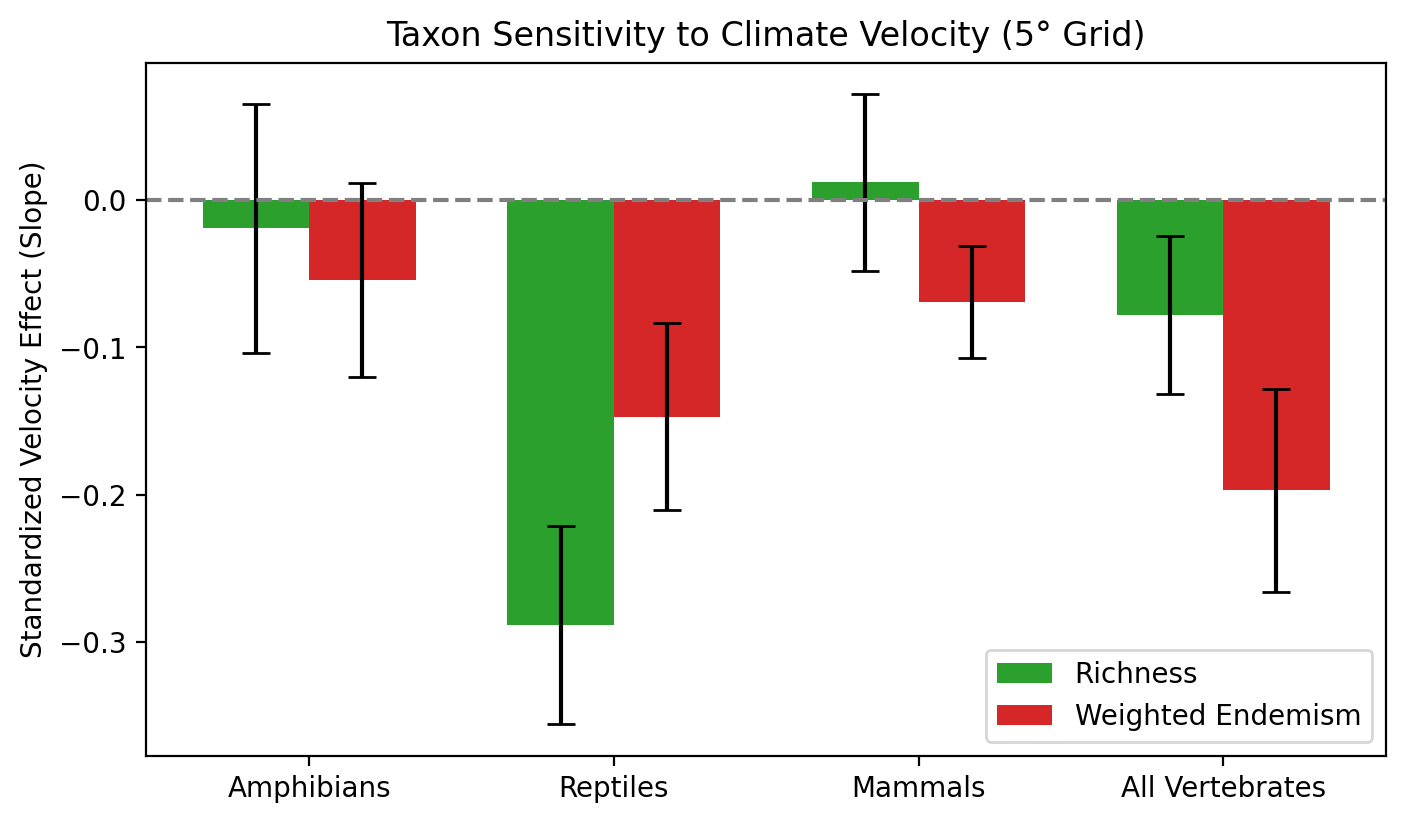 Taxon Sensitivity to Climate Velocity (5° Grid)
Standardized Velocity Effect (Slope)
0.0
−0.1
−0.2
−0.3
Richness
Weighted Endemism
Amphibians
Reptiles
Mammals
All Vertebrates